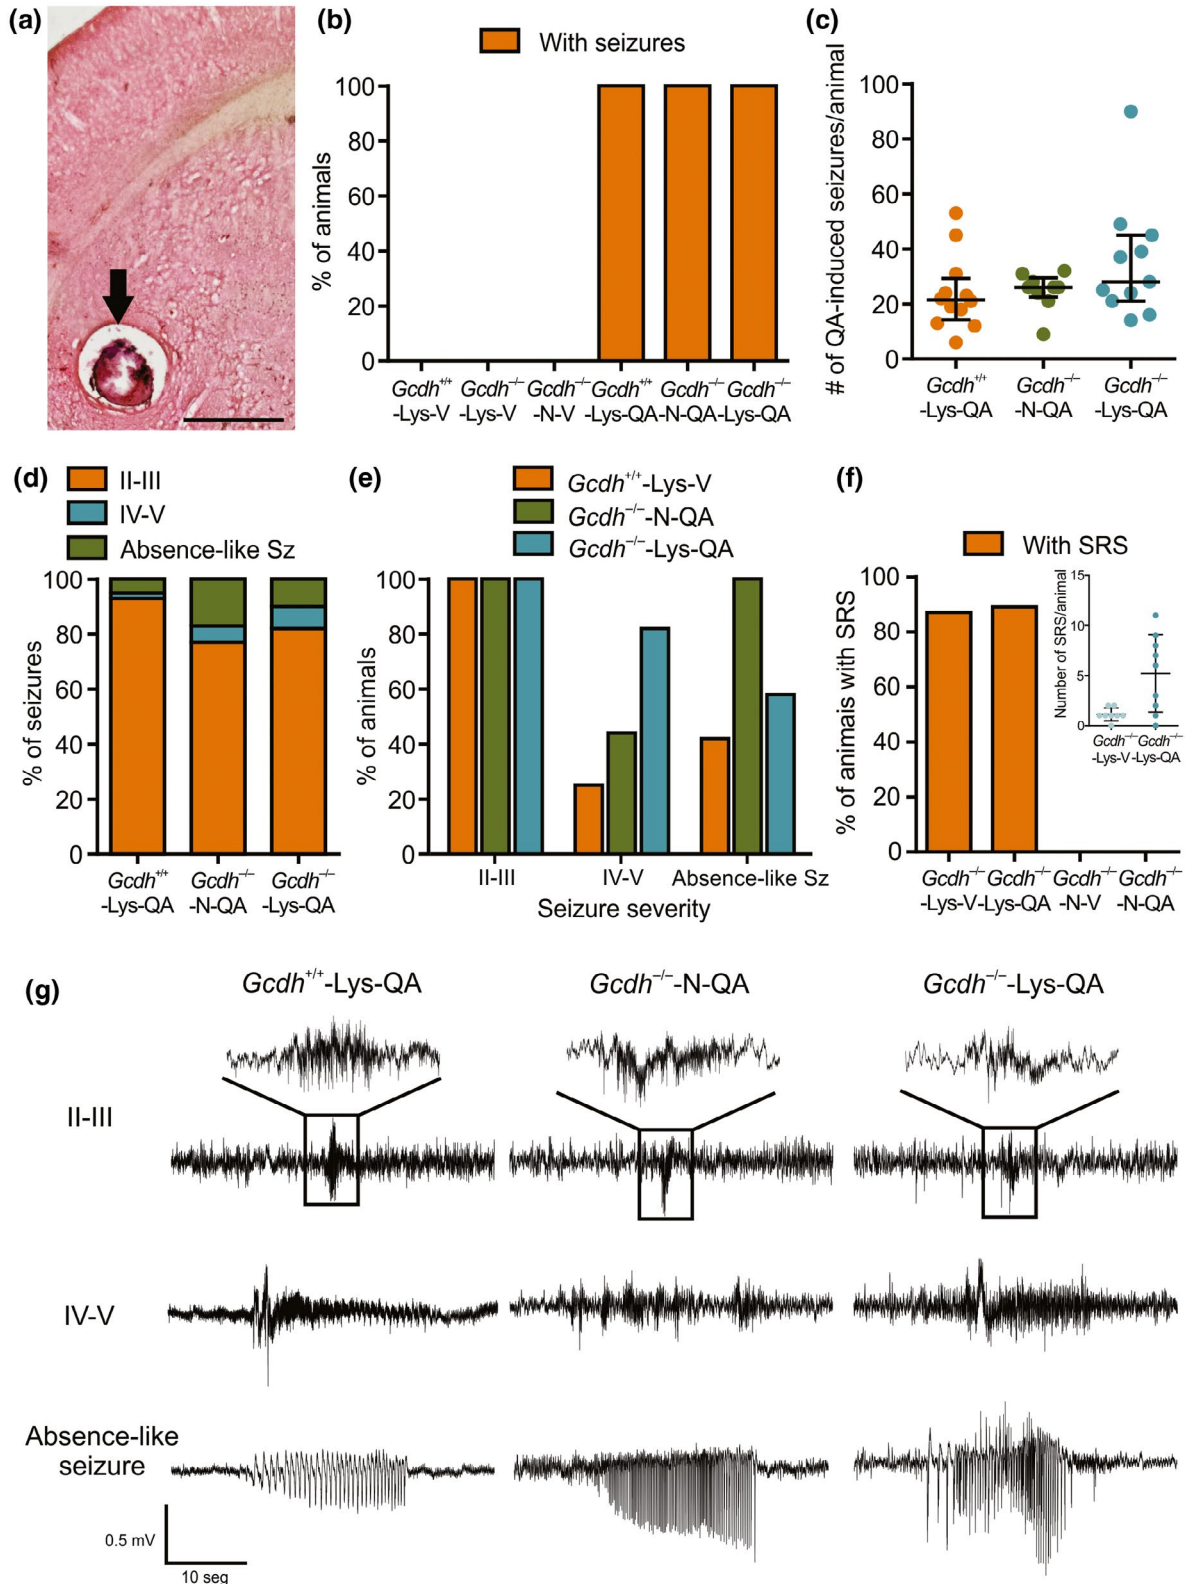 (a)
(b)
With seizures
% of animals
100
80
60
40
20
0
Gcdh+/+ Gcdh−/− Gcdh−/− Gcdh+/+ Gcdh−/− Gcdh−/−
-Lys-V -Lys-V -N-V -Lys-QA -N-QA -Lys-QA
(c)
# of QA-induced seizures/animal
100
80
60
40
20
0
Gcdh+/+ Gcdh−/− Gcdh−/−
-Lys-QA -N-QA -Lys-QA
(d)
II-III
IV-V
Absence-like Sz
% of seizures
100
80
60
40
20
0
Gcdh+/+ Gcdh−/− Gcdh−/−
-Lys-QA -N-QA -Lys-QA
(e)
Gcdh+/+-Lys-V
Gcdh−/−-N-QA
Gcdh−/−-Lys-QA
% of animals
100
80
60
40
20
0
II-III IV-V Absence-like Sz
Seizure severity
(f)
With SRS
% of animals with SRS
100
80
60
40
20
0
Gcdh−/− Gcdh−/− Gcdh−/− Gcdh−/−
-Lys-V -Lys-QA -N-V -N-QA
Number of SRS/animal
15
10
5
0
Gcdh−/− Gcdh−/−
-Lys-V -Lys-QA
(g)
Gcdh+/+-Lys-QA Gcdh−/−-N-QA Gcdh−/−-Lys-QA
II-III
IV-V
Absence-like
seizure
0.5 mV
10 seg